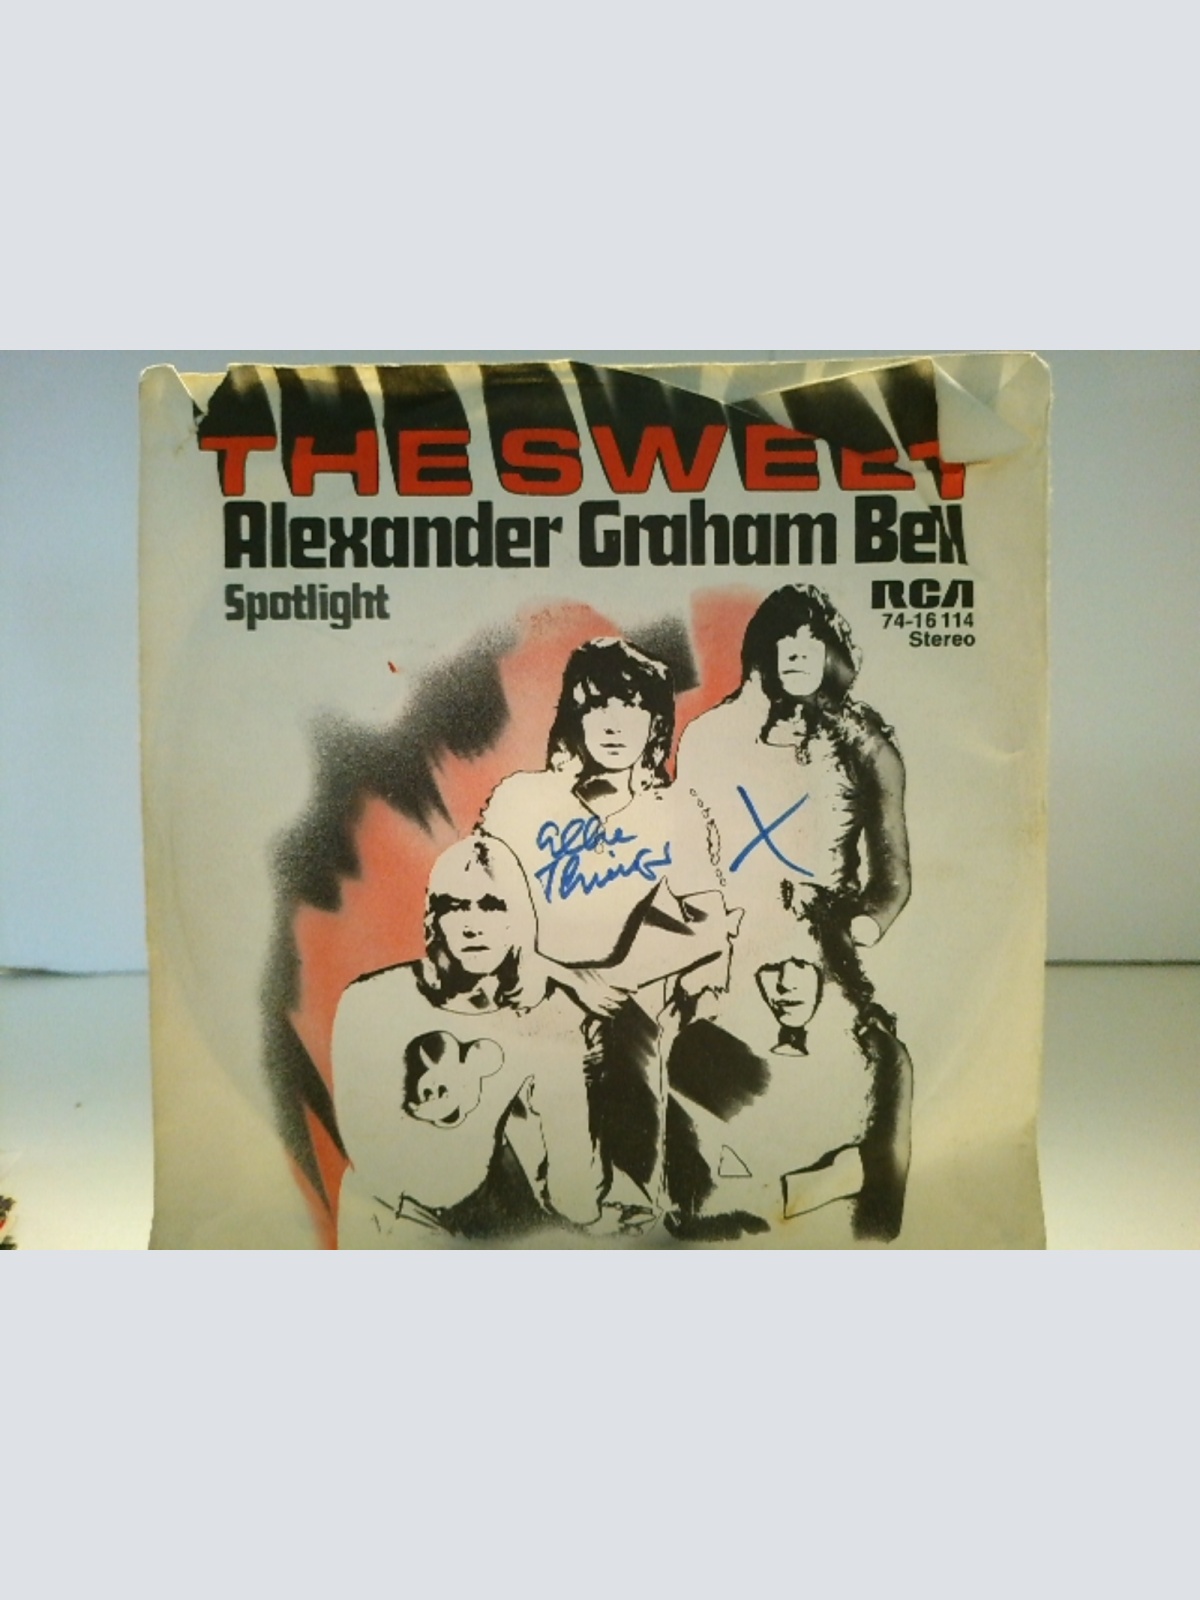 THE SWEET
Alexander Graham Bell
Spotlight
RCA
74-16 114
Stereo
X